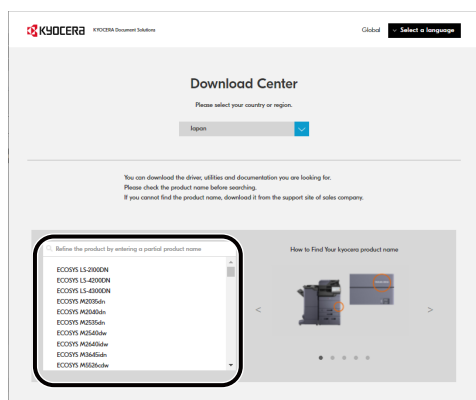 KYOCERA KYOCERA Document Solutions
Global Select a language
Download Center
Please select your country or region.
Japan
You can download the driver, utilities and documentation you are looking for.
Please check the product name before searching.
If you cannot find the product name, download it from the support site of sales company.
Refine the product by entering a partial product name
ECOSYS LS-2100DN
ECOSYS LS-4200DN
ECOSYS LS-4300DN
ECOSYS M2035dn
ECOSYS M2040dn
ECOSYS M2535dn
ECOSYS M2540dw
ECOSYS M2640idw
ECOSYS M3645idn
ECOSYS M5526cdw
How to Find Your kyocera product name